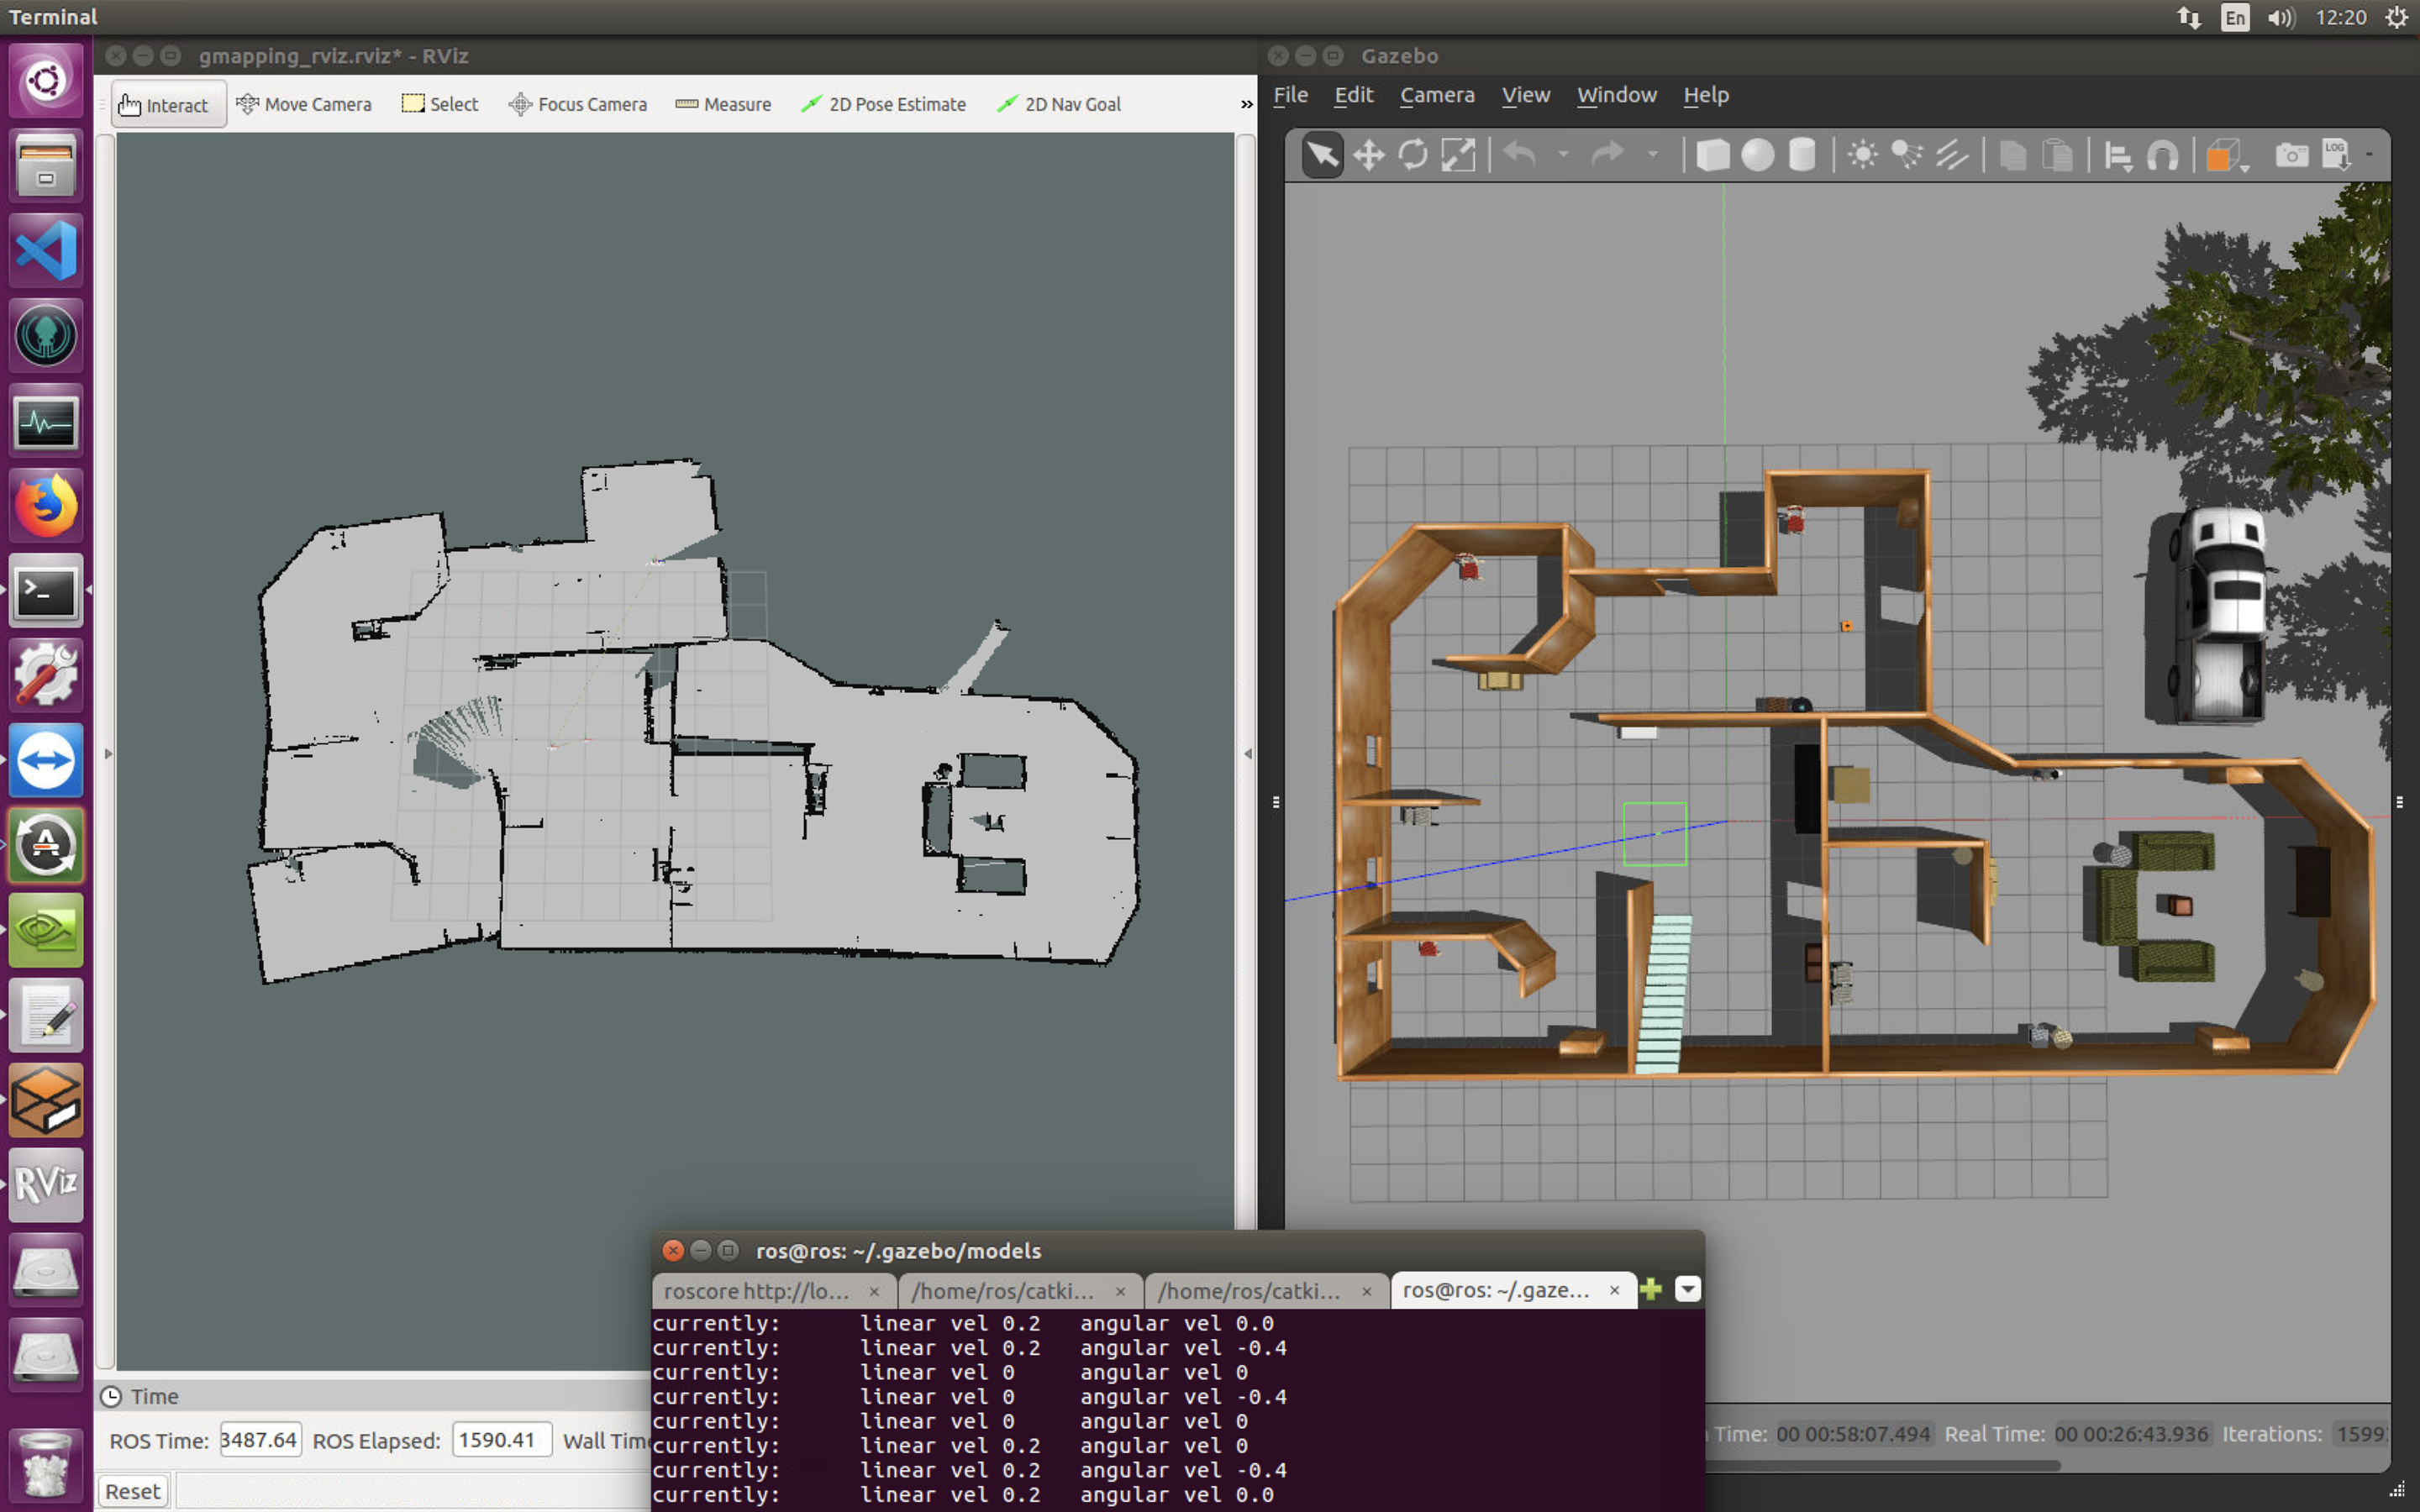 Terminal
En
12:20
gmapping_rviz.rviz* - RViz
Interact Move Camera Select Focus Camera Measure 2D Pose Estimate 2D Nav Goal »
Gazebo
File Edit Camera View Window Help
LOG
RViz
ros@ros: ~/.gazebo/models
roscore http://lo... × /home/ros/catki... × /home/ros/catki... × ros@ros: ~/.gaze... ×
currently: linear vel 0.2 angular vel 0.0
currently: linear vel 0.2 angular vel -0.4
currently: linear vel 0 angular vel 0
currently: linear vel 0 angular vel -0.4
currently: linear vel 0 angular vel 0
currently: linear vel 0.2 angular vel 0
currently: linear vel 0.2 angular vel -0.4
currently: linear vel 0.2 angular vel 0.0
Time
ROS Time: 3487.64 ROS Elapsed: 1590.41 Wall Time
Reset
Time: 00 00:58:07.494 Real Time: 00 00:26:43.936 Iterations: 1599